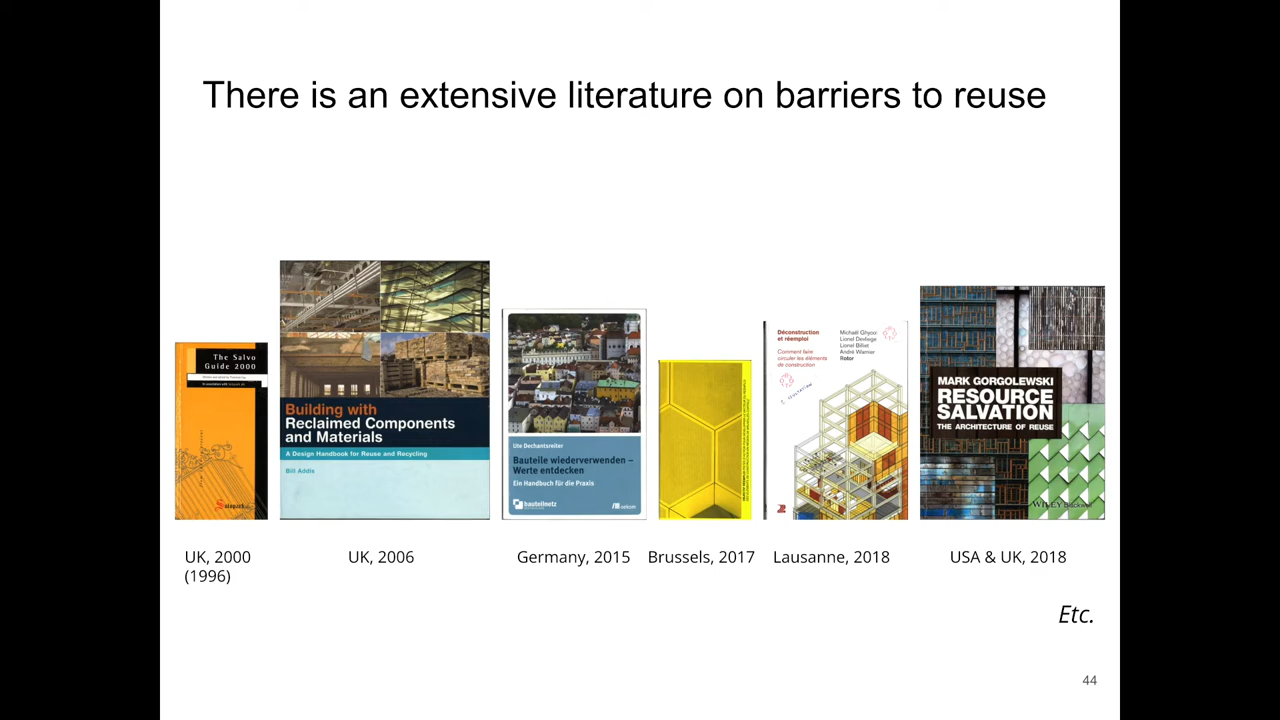 There is an extensive literature on barriers to reuse
The Salvo
Guide 2000
Building with
Reclaimed Components
and Materials
A Design Handbook for Reuse and Recycling
Bill Addis
Ute Dechantsreiter
Bauteile wiederverwenden –
Werte entdecken
Ein Handbuch für die Praxis
bauteilnetz
Déconstruction
et réemploi
Comment faire
circuler les éléments
de construction
Michaël Ghyoot
Lionel Devlieger
Lionel Billiet
André Warnier
Rotor
MARK GORGOLEWSKI
RESOURCE
SALVATION
THE ARCHITECTURE OF REUSE
WILEY Blackwell
UK, 2000
(1996)
UK, 2006
Germany, 2015
Brussels, 2017
Lausanne, 2018
USA & UK, 2018
Etc.
44